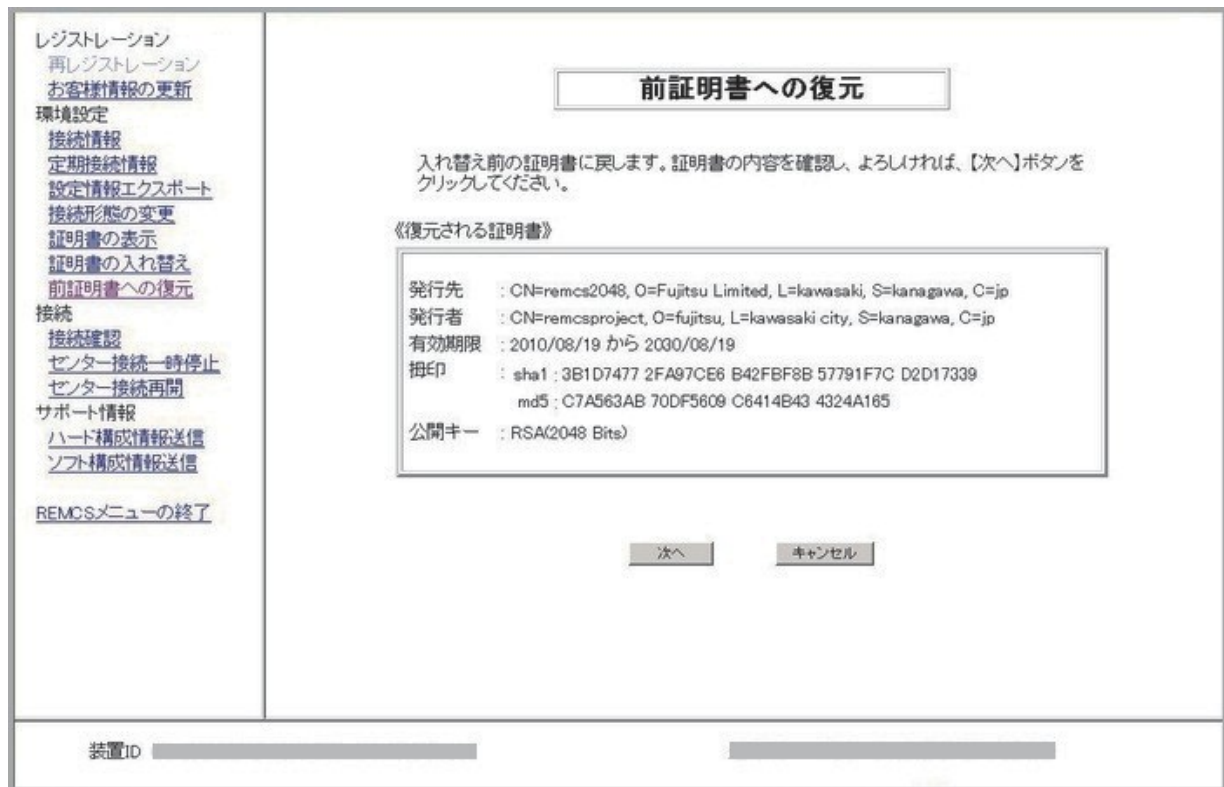 レジストレーション
再レジストレーション
お客様情報の更新
環境設定
接続情報
定期接続情報
設定情報エクスポート
接続形態の変更
証明書の表示
証明書の入れ替え
前証明書への復元
接続
接続確認
センター接続一時停止
センター接続再開
サポート情報
ハード構成情報送信
ソフト構成情報送信
REMCSメニューの終了
前証明書への復元
入れ替え前の証明書に戻します。証明書の内容を確認し、よろしければ、【次へ】ボタンを
クリックしてください。
《復元される証明書》
発行先 : CN=remcs2048, O=Fujitsu Limited, L=kawasaki, S=kanagawa, C=jp
発行者 : CN=remcsproject, O=fujitsu, L=kawasaki city, S=kanagawa, C=jp
有効期限 : 2010/08/19 から 2030/08/19
拇印 : sha1 : 3B1D7477 2FA97CE6 B42FBF8B 57791F7C D2D17339
md5 : C7A563AB 70DF5609 C6414B43 4324A165
公開キー : RSA(2048 Bits)
次へ キャンセル
装置ID